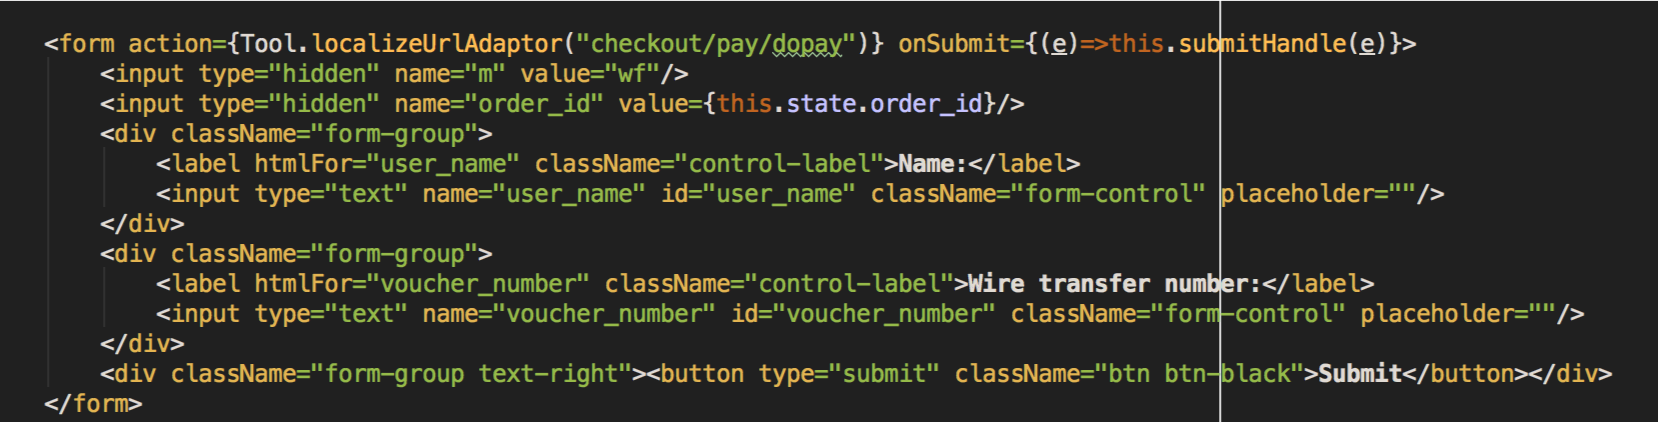 <form action={Tool.localizeUrlAdaptor("checkout/pay/dopay")} onSubmit={(e)=>this.submitHandle(e)}>
<input type="hidden" name="m" value="wf"/>
<input type="hidden" name="order_id" value={this.state.order_id}/>
<div className="form-group">
<label htmlFor="user_name" className="control-label">Name:</label>
<input type="text" name="user_name" id="user_name" className="form-control" placeholder=""/>
</div>
<div className="form-group">
<label htmlFor="voucher_number" className="control-label">Wire transfer number:</label>
<input type="text" name="voucher_number" id="voucher_number" className="form-control" placeholder=""/>
</div>
<div className="form-group text-right"><button type="submit" className="btn btn-black">Submit</button></div>
</form>